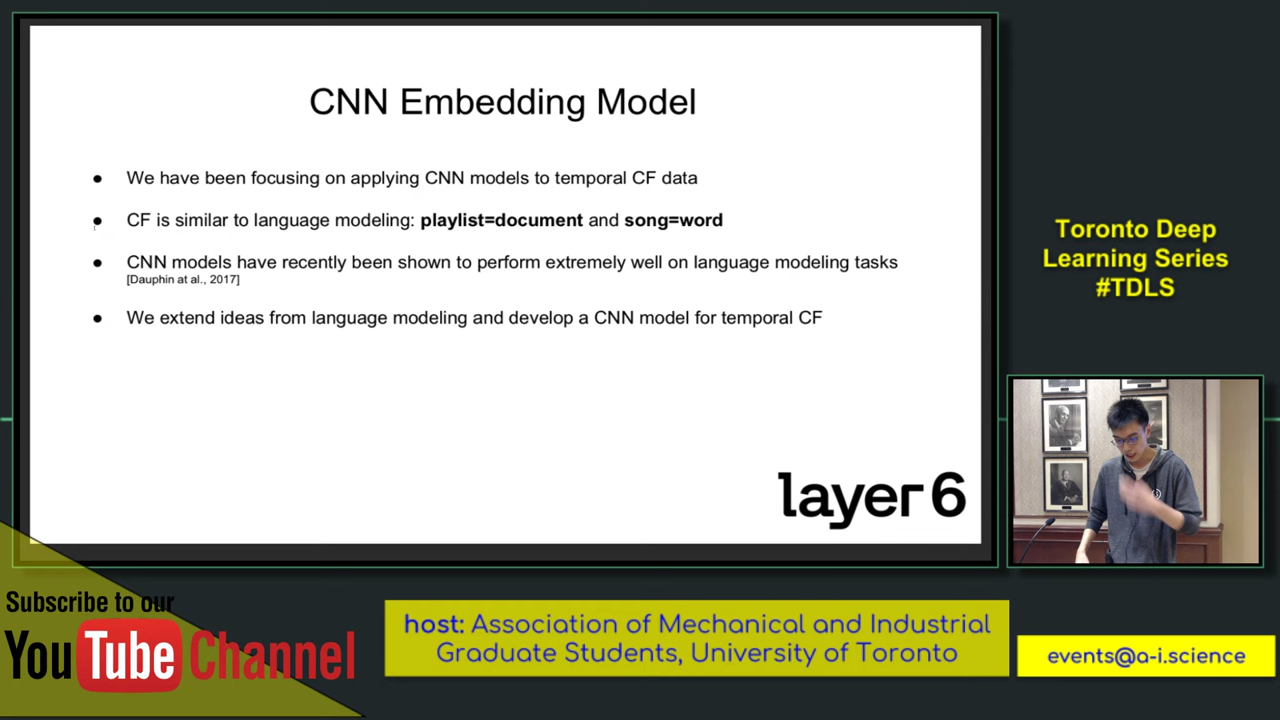 CNN Embedding Model
● We have been focusing on applying CNN models to temporal CF data
● CF is similar to language modeling: playlist=document and song=word
● CNN models have recently been shown to perform extremely well on language modeling tasks
[Dauphin at al., 2017]
● We extend ideas from language modeling and develop a CNN model for temporal CF
layer 6
Toronto Deep
Learning Series
#TDLS
Subscribe to our
YouTube Channel
host: Association of Mechanical and Industrial
Graduate Students, University of Toronto
events@a-i.science